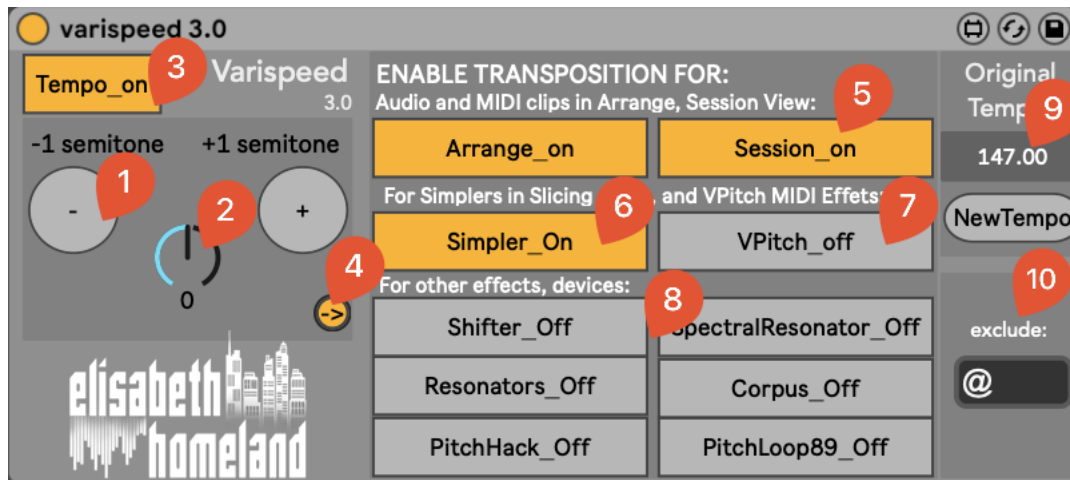 varispeed 3.0
Tempo_on
3
Varispeed
3.0
-1 semitone
+1 semitone
1
-
2
+
0
4
->
elisabeth
homeland
ENABLE TRANSPOSITION FOR:
Audio and MIDI clips in Arrange, Session View:
5
Arrange_on
Session_on
For Simplers in Slicing
, and VPitch MIDI Effets:
6
7
Simpler_On
VPitch_off
For other effects, devices:
8
Shifter_Off
SpectralResonator_Off
Resonators_Off
Corpus_Off
PitchHack_Off
PitchLoop89_Off
Original
Temp
9
147.00
NewTempo
10
exclude:
@